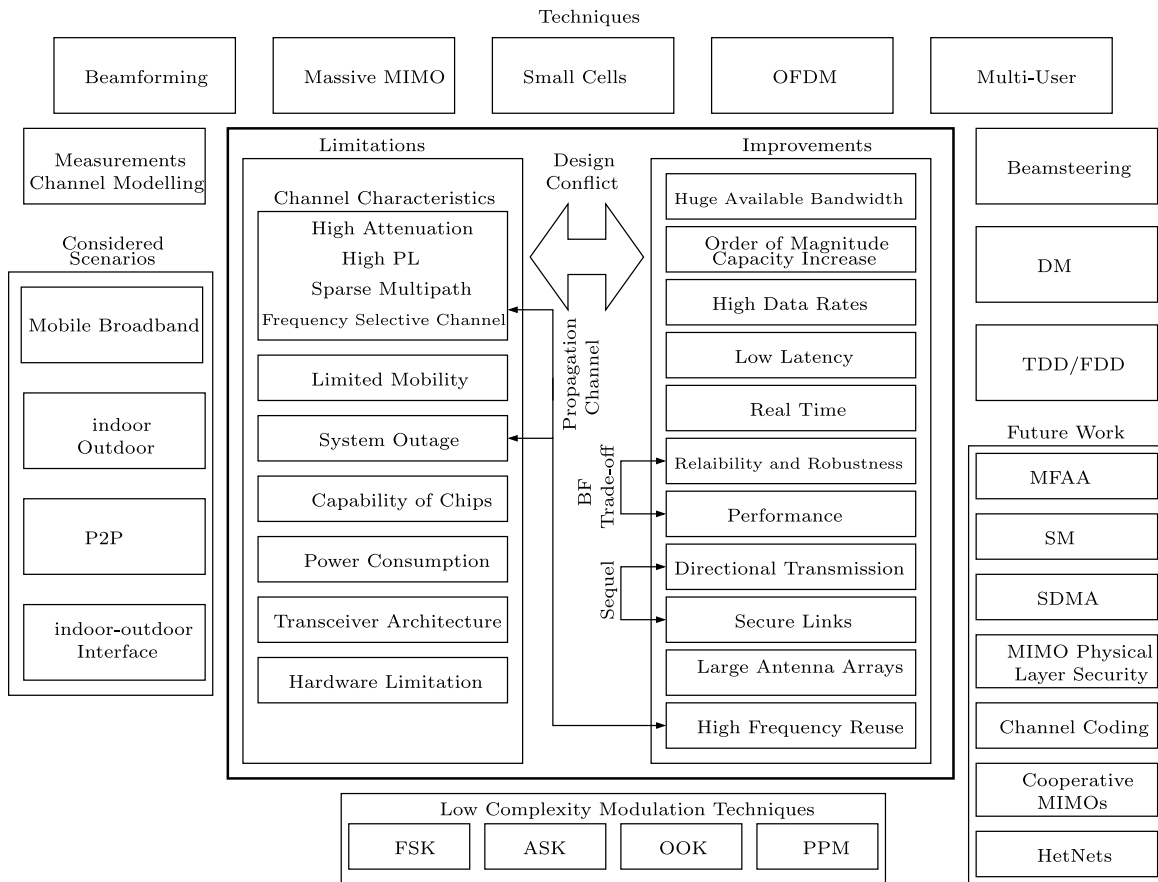 Techniques
Beamforming
Massive MIMO
Small Cells
OFDM
Multi-User
Measurements
Channel Modelling
Considered
Scenarios
Mobile Broadband
indoor
Outdoor
P2P
indoor-outdoor
Interface
Limitations
Channel Characteristics
High Attenuation
High PL
Sparse Multipath
Frequency Selective Channel
Limited Mobility
System Outage
Capability of Chips
Power Consumption
Transceiver Architecture
Hardware Limitation
Design
Conflict
Propagation
Channel
BF
Trade-off
Sequel
Improvements
Huge Available Bandwidth
Order of Magnitude
Capacity Increase
High Data Rates
Low Latency
Real Time
Relaibility and Robustness
Performance
Directional Transmission
Secure Links
Large Antenna Arrays
High Frequency Reuse
Beamsteering
DM
TDD/FDD
Future Work
MFAA
SM
SDMA
MIMO Physical
Layer Security
Channel Coding
Cooperative
MIMOs
HetNets
Low Complexity Modulation Techniques
FSK
ASK
OOK
PPM